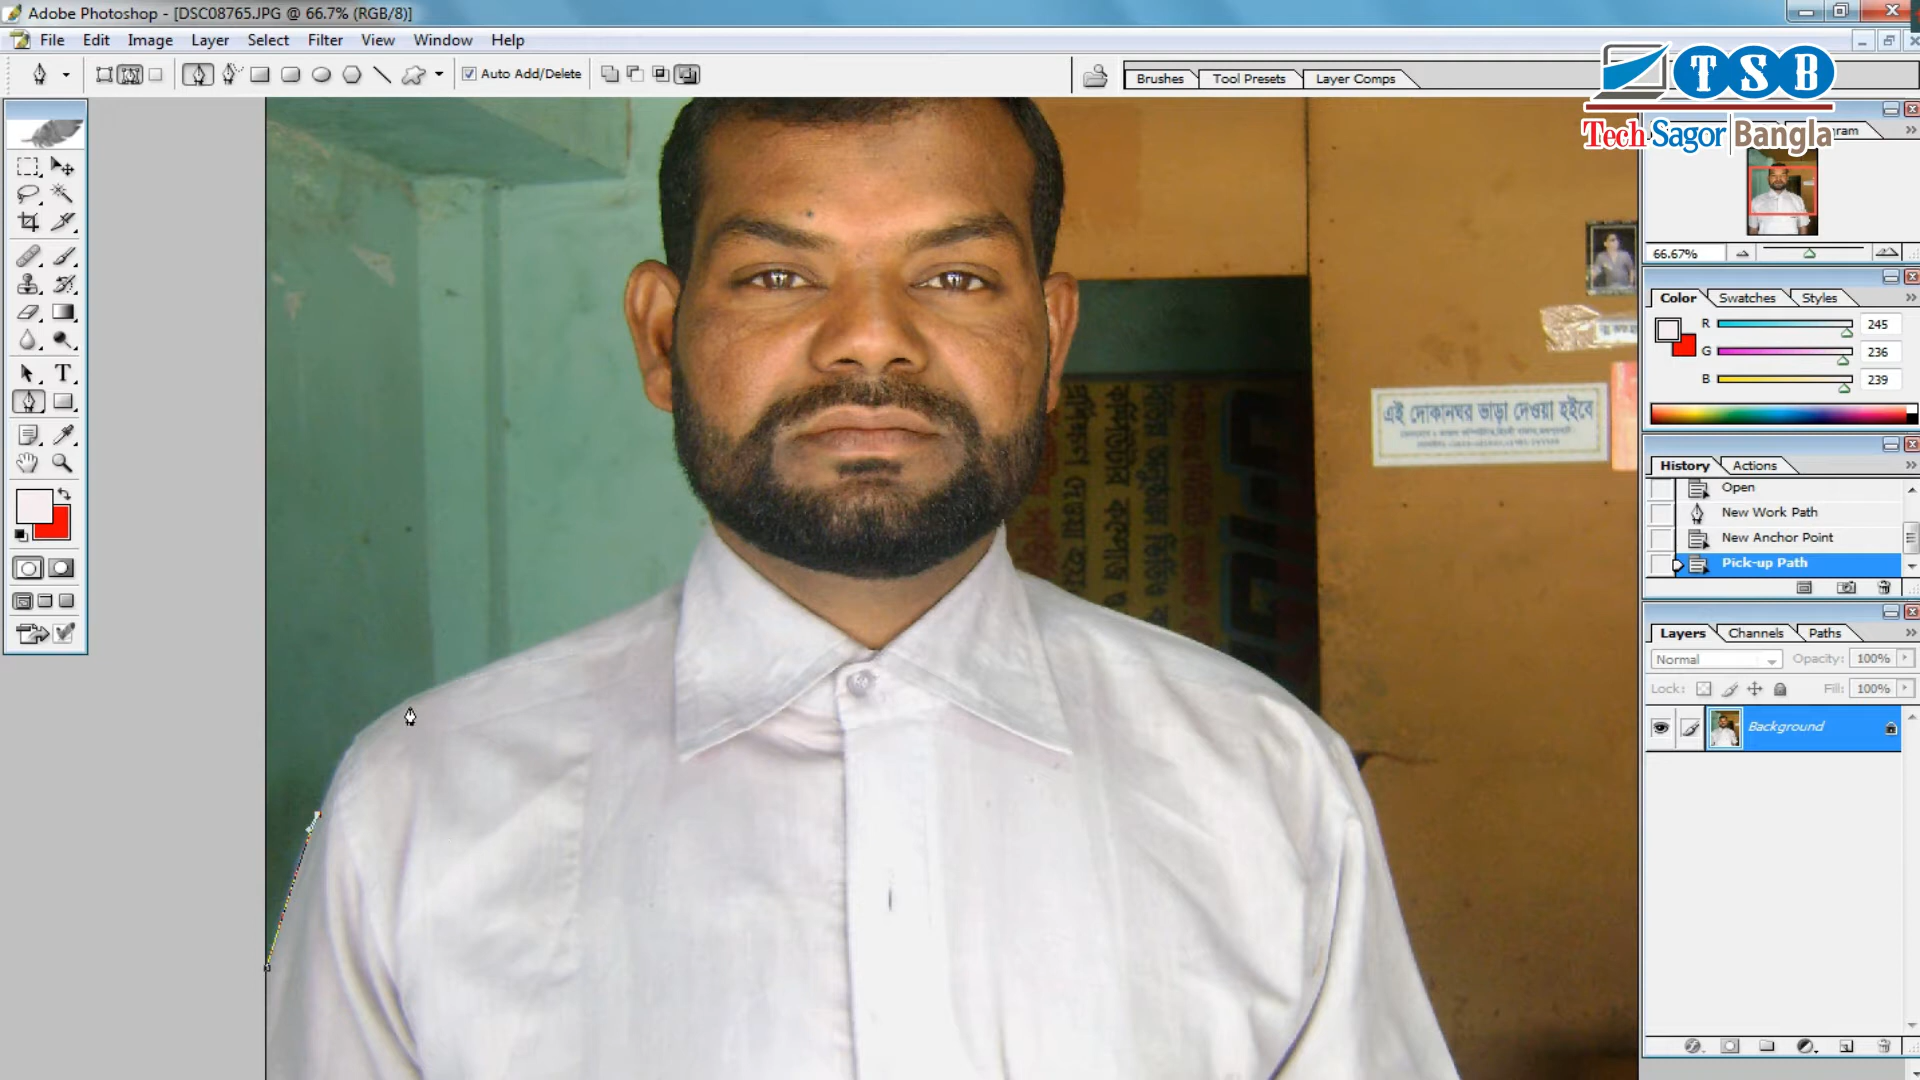 Adobe Photoshop - [DSC08765.JPG @ 66.7% (RGB/8)]
File Edit Image Layer Select Filter View Window Help
Auto Add/Delete
Brushes Tool Presets Layer Comps
TSB
Tech Sagor Bangla
66.67%
Color Swatches Styles
R 245
G 236
B 239
এই দোকানঘর ভাড়া দেওয়া হইবে
History Actions
Open
New Work Path
New Anchor Point
Pick-up Path
Layers Channels Paths
Normal Opacity: 100%
Lock: Fill: 100%
Background